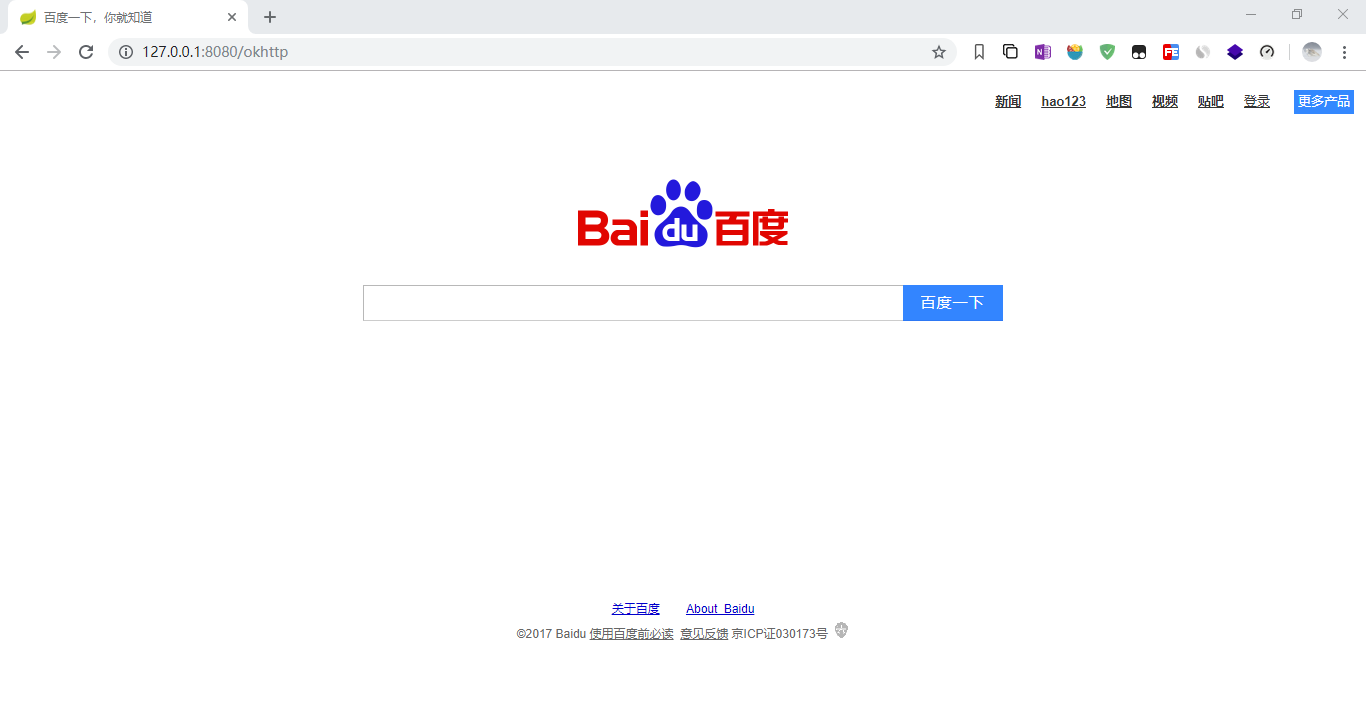 百度一下，你就知道
127.0.0.1:8080/okhttp
新闻 hao123 地图 视频 贴吧 登录 更多产品
Bai du 百度
百度一下
关于百度 About Baidu
©2017 Baidu 使用百度前必读 意见反馈 京ICP证030173号